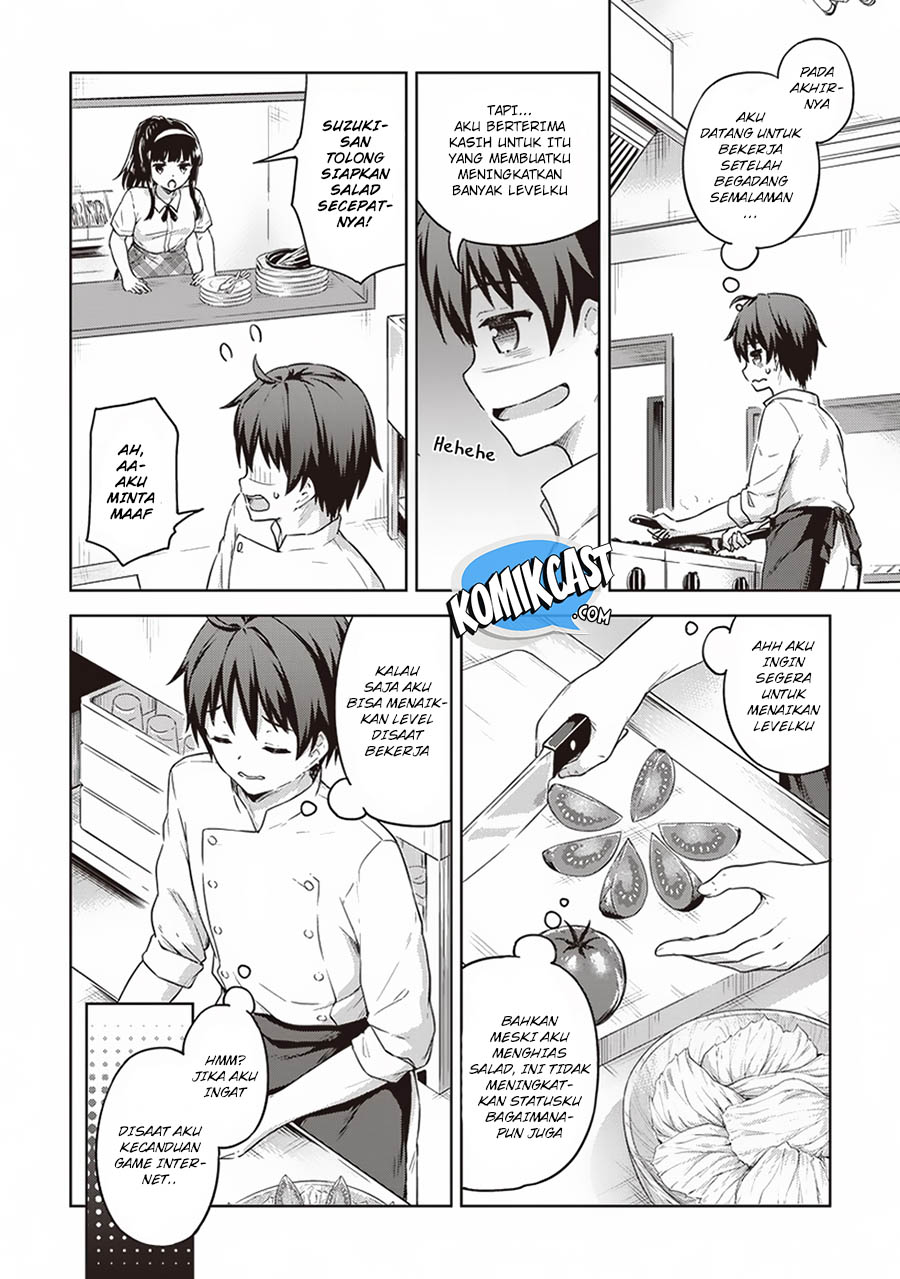 PADA
AKHIR-
NYA
AKU
DATANG UNTUK
BEKERJA
SETELAH
BEGADANG
SEMALAMAN
...
TAPI...
AKU BERTERIMA
KASIH UNTUK ITU
YANG MEMBUATKU
MENINGKATKAN
BANYAK LEVELKU
Hehehe
SUZUKI-
SAN
TOLONG
SIAPKAN
SALAD
SECEPAT-
NYA!
AH,
AA-
AKU
MINTA
MAAF
KOMIKCAST
.COM
AHH AKU
INGIN
SEGERA
UNTUK
MENAIKAN
LEVELKU
BAHKAN
MESKI AKU
MENGHIAS
SALAD, INI TIDAK
MENINGKAT-
KAN STATUSKU
BAGAIMANA-
PUN JUGA
KALAU
SAJA AKU
BISA MENAIK-
KAN LEVEL
DISAAT
BEKERJA
HMM?
JIKA AKU
INGAT
DISAAT AKU
KECANDUAN
GAME INTER-
NET..